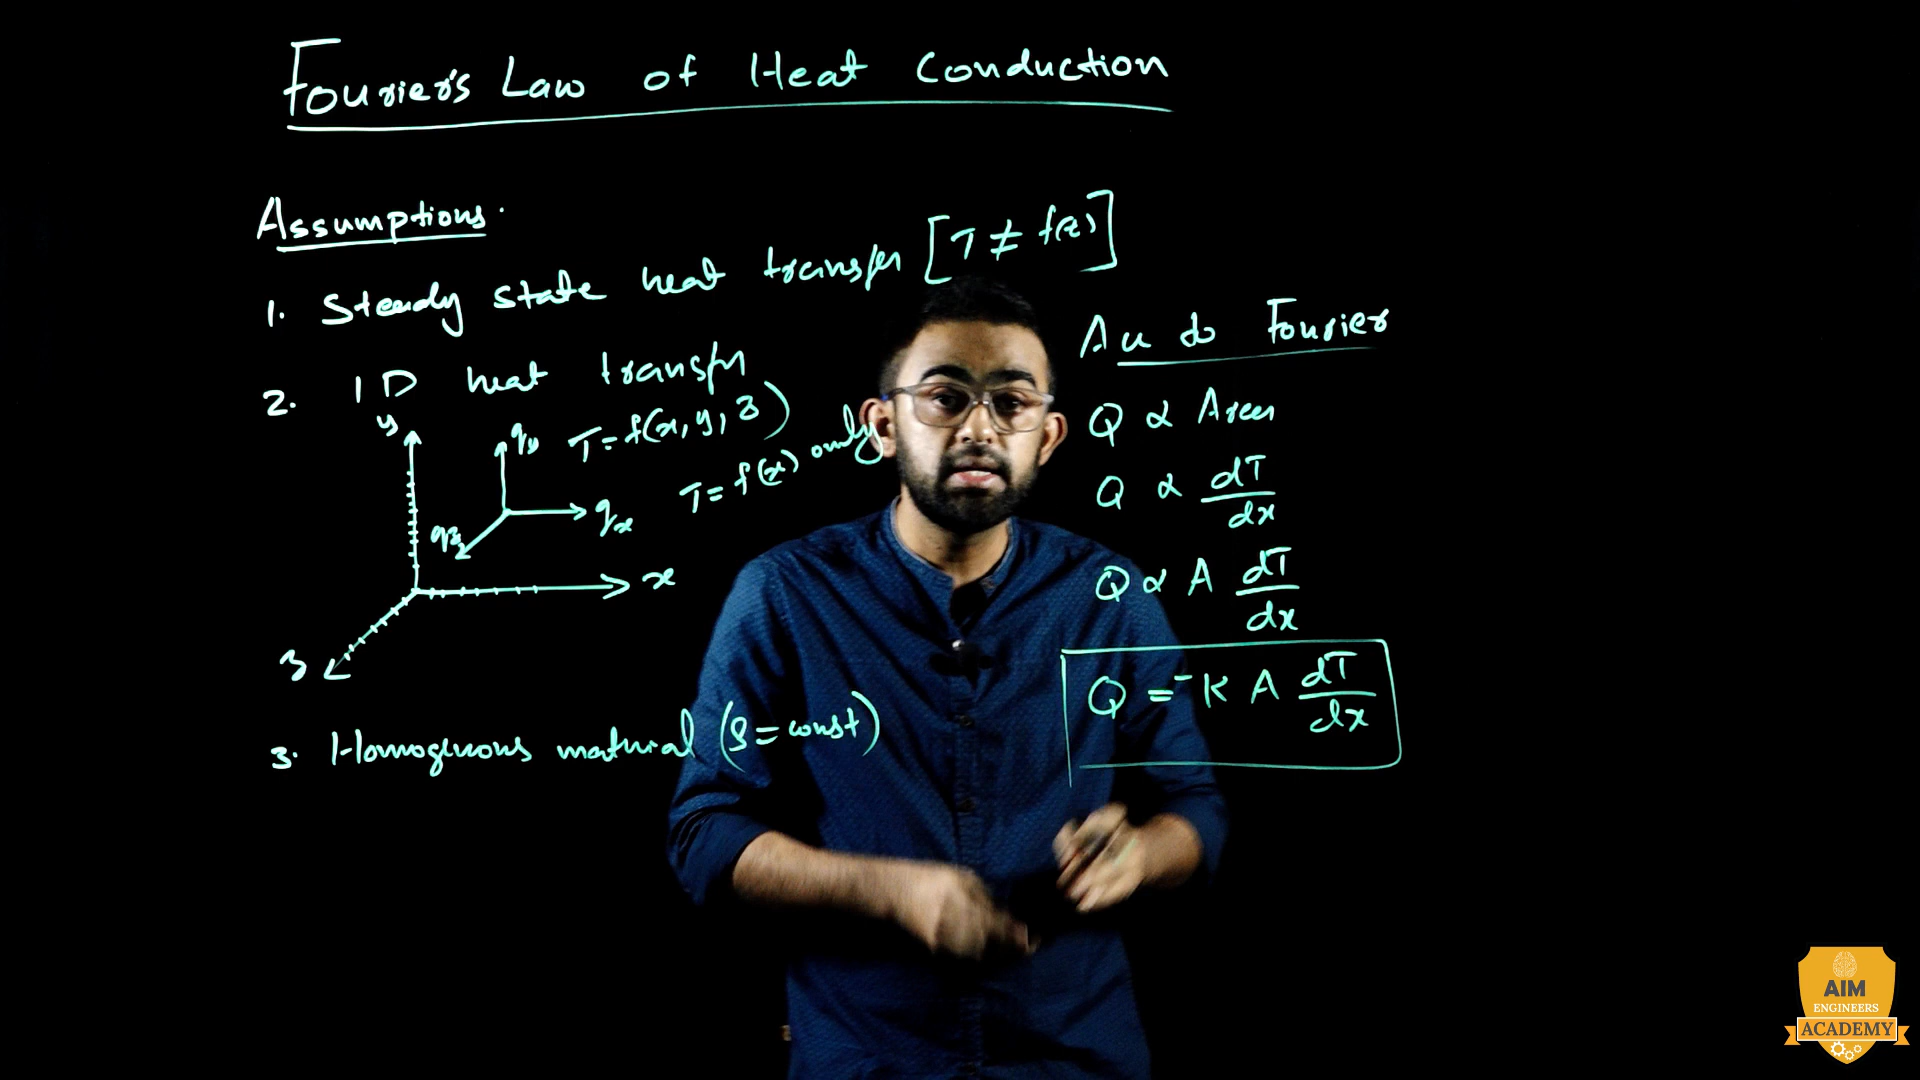 Fourier's Law of Heat Conduction
Assumptions.
1. Steady state heat transfer [T ≠ f(z)]
2. 1D heat transfer
y
qy
T = f(x, y, z)
T = f(x) only
qx
qz
x
z
3. Homogenous material (ρ = const)
Acc to Fourier
Q ∝ Area
Q ∝ dT/dx
Q ∝ A dT/dx
Q = -K A dT/dx
AIM
ENGINEERS
ACADEMY